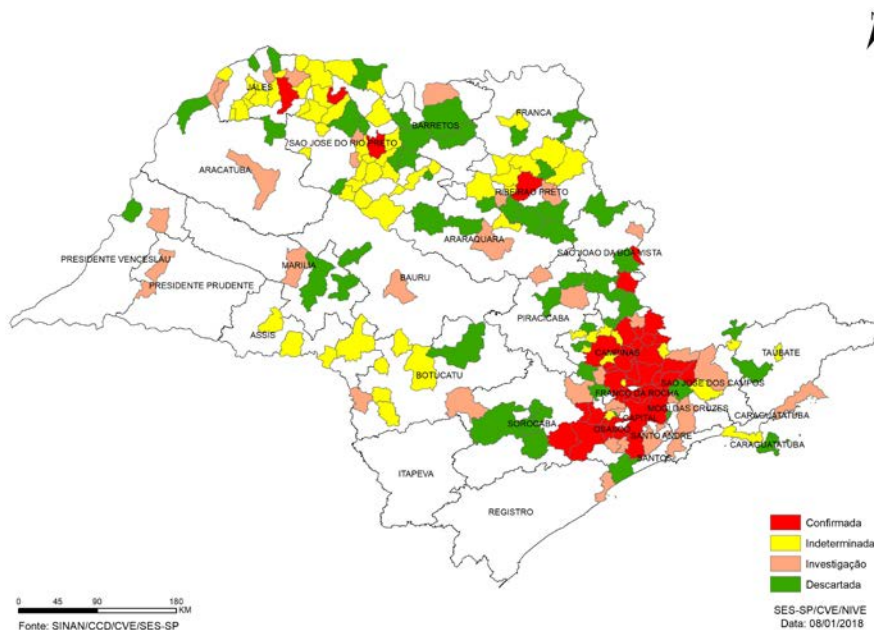 JALES
FRANCA
BARRETOS
SAO JOSE DO RIO PRETO
ARACATUBA
RIBEIRAO PRETO
ARARAQUARA
SAO JOAO DA BOA VISTA
PRESIDENTE VENCESLAU
MARILIA
BAURU
PRESIDENTE PRUDENTE
PIRACICABA
ASSIS
CAMPINAS
TAUBATE
BOTUCATU
SAO JOSE DOS CAMPOS
FRANCO DA ROCHA
MOGI DAS CRUZES
CARAGUATATUBA
CAPITAL
SOROCABA
OSASCO
SANTO ANDRE
CARAGUATATUBA
SANTOS
ITAPEVA
REGISTRO
Confirmada
Indeterminada
Investigação
Descartada
0 45 90 180
KM
Fonte: SINAN/CCD/CVE/SES-SP
SES-SP/CVE/NIVE
Data: 08/01/2018